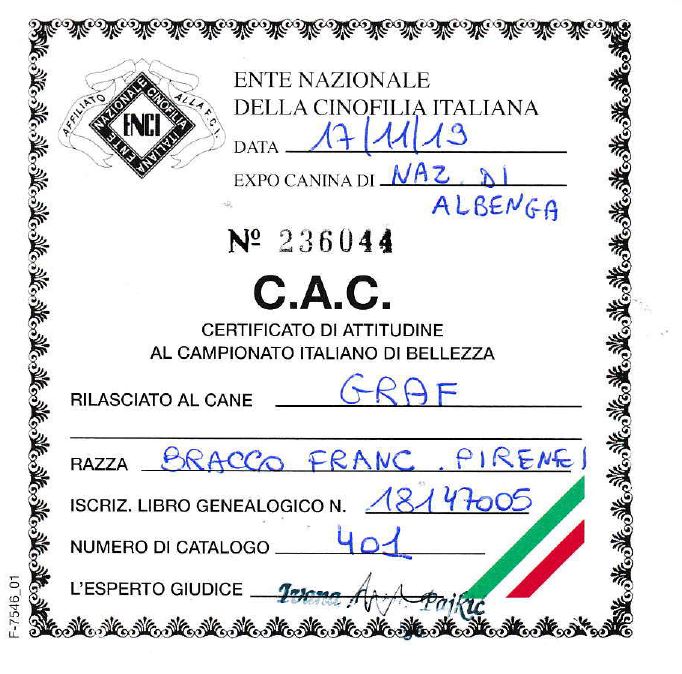 AFFILIATO ALLA F.C.I.
ENTE NAZIONALE CINOFILIA ITALIANA
ENCI
ENTE NAZIONALE
DELLA CINOFILIA ITALIANA
DATA 17/11/19
EXPO CANINA DI NAZ. DI
ALBENGA
Nº 236044
C.A.C.
CERTIFICATO DI ATTITUDINE
AL CAMPIONATO ITALIANO DI BELLEZZA
RILASCIATO AL CANE GRAF
RAZZA BRACCO FRANC. PIRENEI
ISCRIZ. LIBRO GENEALOGICO N. 18147005
NUMERO DI CATALOGO 401
L'ESPERTO GIUDICE Ivana Pajkic
F-7546_01